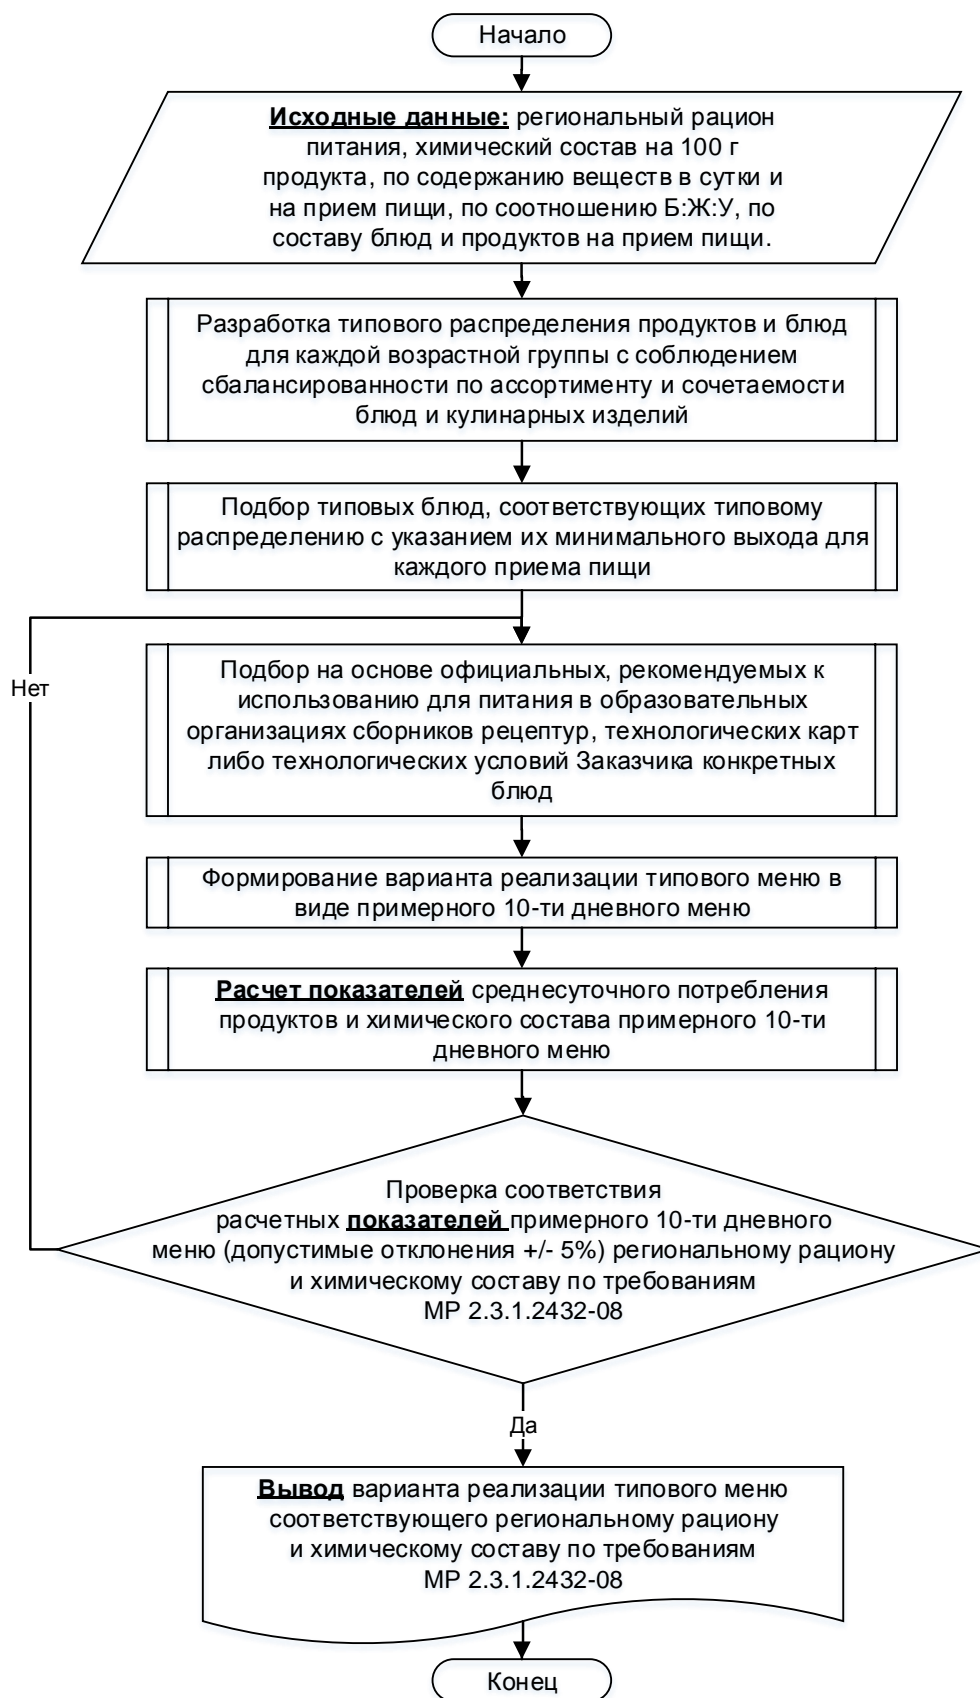 Начало
Исходные данные: региональный рацион
питания, химический состав на 100 г
продукта, по содержанию веществ в сутки и
на прием пищи, по соотношению Б:Ж:У, по
составу блюд и продуктов на прием пищи.
Разработка типового распределения продуктов и блюд
для каждой возрастной группы с соблюдением
сбалансированности по ассортименту и сочетаемости
блюд и кулинарных изделий
Подбор типовых блюд, соответствующих типовому
распределению с указанием их минимального выхода для
каждого приема пищи
Нет
Подбор на основе официальных, рекомендуемых к
использованию для питания в образовательных
организациях сборников рецептур, технологических карт
либо технологических условий Заказчика конкретных
блюд
Формирование варианта реализации типового меню в
виде примерного 10-ти дневного меню
Расчет показателей среднесуточного потребления
продуктов и химического состава примерного 10-ти
дневного меню
Проверка соответствия
расчетных показателей примерного 10-ти дневного
меню (допустимые отклонения +/- 5%) региональному рациону
и химическому составу по требованиям
МР 2.3.1.2432-08
Да
Вывод варианта реализации типового меню
соответствующего региональному рациону
и химическому составу по требованиям
МР 2.3.1.2432-08
Конец